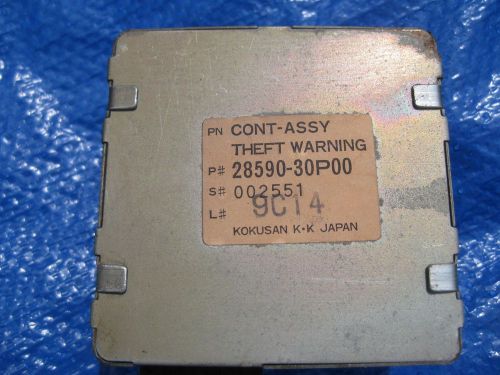 PN CONT-ASSY
THEFT WARNING
P# 28590-30P00
S# 002551
L# 9C14
KOKUSAN K•K JAPAN